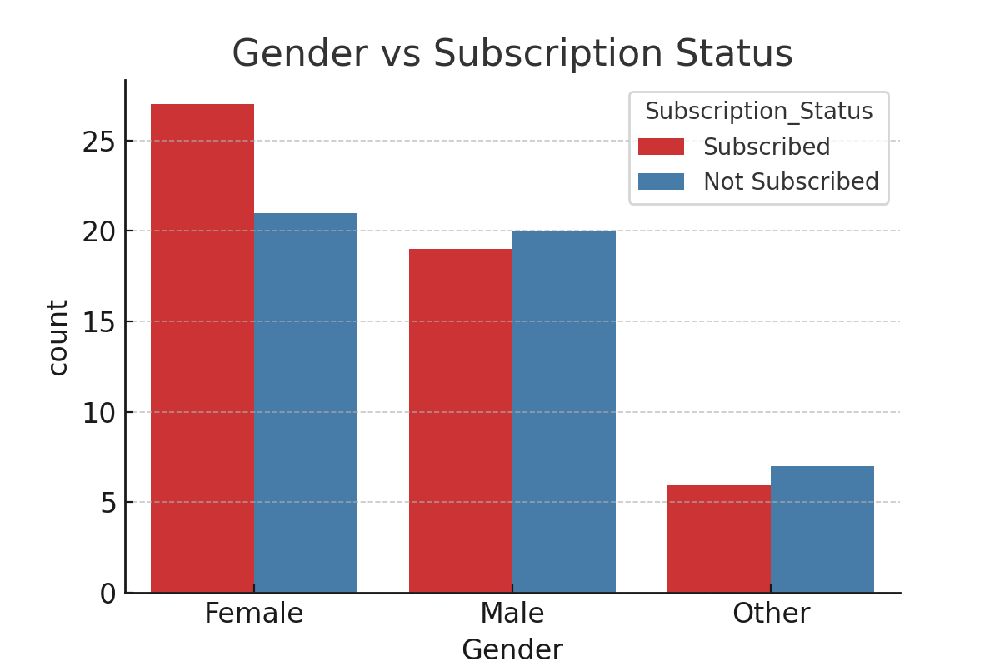 Gender vs Subscription Status
Subscription_Status
Subscribed
Not Subscribed
25
20
15
10
5
0
count
Female Male Other
Gender